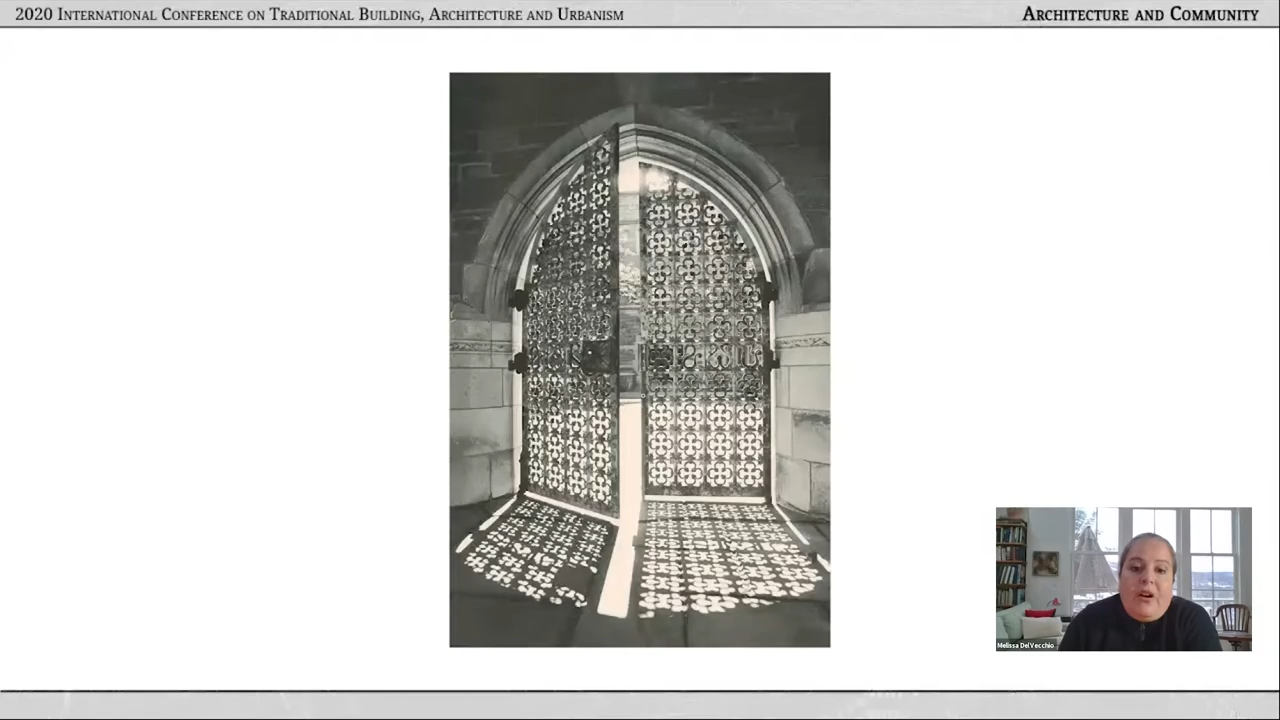 2020 International Conference on Traditional Building, Architecture and Urbanism
Architecture and Community
Melissa DelVecchio